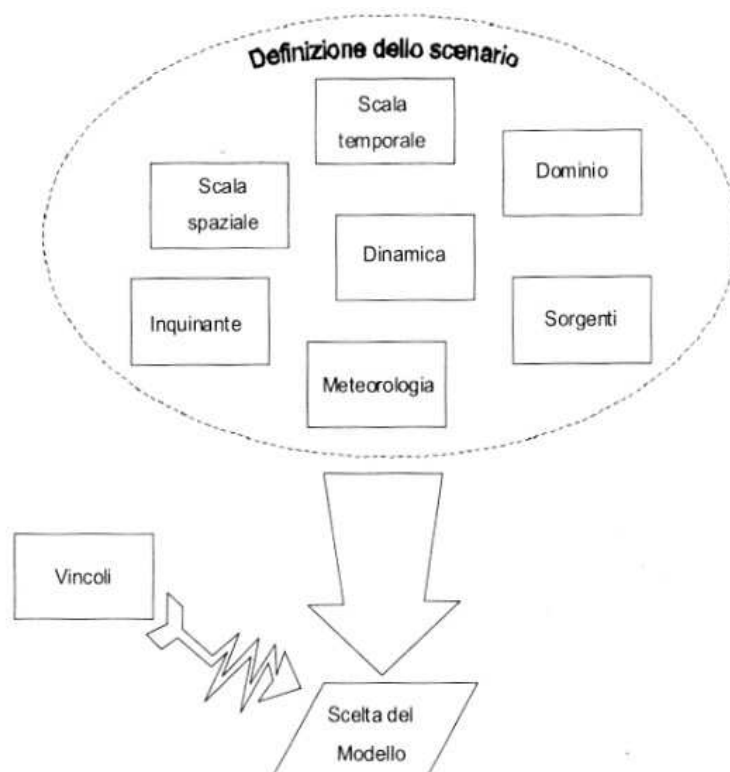 Definizione dello scenario
Scala
temporale
Dominio
Scala
spaziale
Dinamica
Inquinante
Sorgenti
Meteorologia
Vincoli
Scelta del
Modello